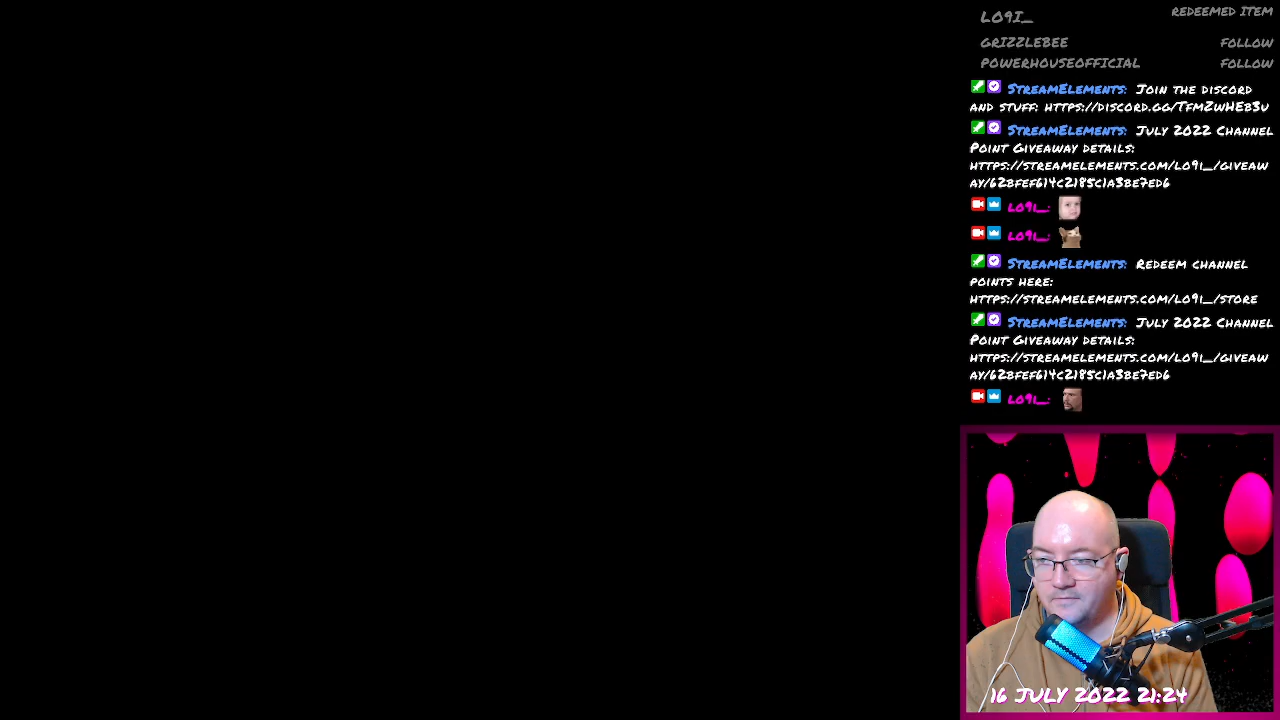 LO9I_ REDEEMED ITEM
GRIZZLEBEE FOLLOW
POWERHOUSEOFFICIAL FOLLOW
StreamElements: Join the discord
and stuff: https://discord.gg/TfmZwHE83u
StreamElements: July 2022 Channel
Point Giveaway details:
https://streamelements.com/lo9i_/giveaw
ay/628fef614c2185c1a3be7ed6
lo9i_:
lo9i_:
StreamElements: Redeem channel
points here:
https://streamelements.com/lo9i_/store
StreamElements: July 2022 Channel
Point Giveaway details:
https://streamelements.com/lo9i_/giveaw
ay/628fef614c2185c1a3be7ed6
lo9i_:
16 JULY 2022 21:24